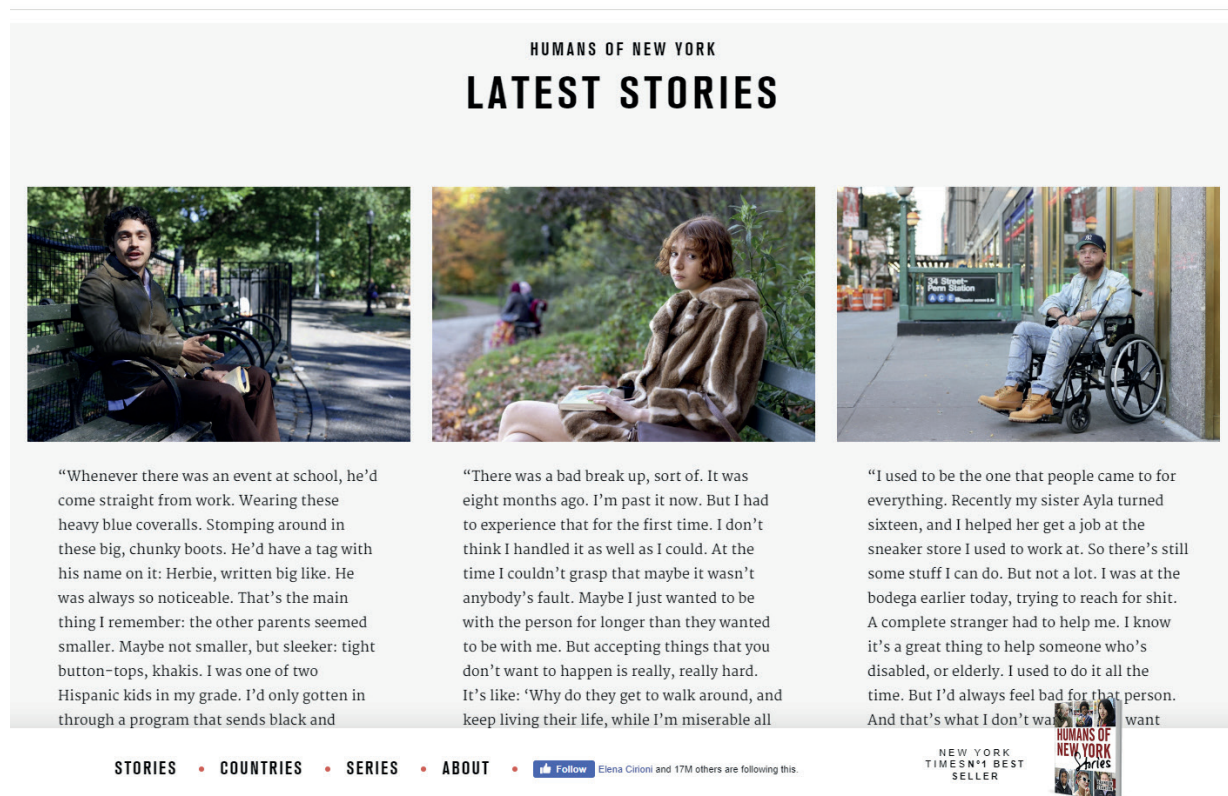 HUMANS OF NEW YORK
LATEST STORIES
34 Street-
Penn Station
A C E
“Whenever there was an event at school, he’d
come straight from work. Wearing these
heavy blue coveralls. Stomping around in
these big, chunky boots. He’d have a tag with
his name on it: Herbie, written big like. He
was always so noticeable. That’s the main
thing I remember: the other parents seemed
smaller. Maybe not smaller, but sleeker: tight
button-tops, khakis. I was one of two
Hispanic kids in my grade. I’d only gotten in
through a program that sends black and
“There was a bad break up, sort of. It was
eight months ago. I’m past it now. But I had
to experience that for the first time. I don’t
think I handled it as well as I could. At the
time I couldn’t grasp that maybe it wasn’t
anybody’s fault. Maybe I just wanted to be
with the person for longer than they wanted
to be with me. But accepting things that you
don’t want to happen is really, really hard.
It’s like: ‘Why do they get to walk around, and
keep living their life, while I’m miserable all
“I used to be the one that people came to for
everything. Recently my sister Ayla turned
sixteen, and I helped her get a job at the
sneaker store I used to work at. So there’s still
some stuff I can do. But not a lot. I was at the
bodega earlier today, trying to reach for shit.
A complete stranger had to help me. I know
it’s a great thing to help someone who’s
disabled, or elderly. I used to do it all the
time. But I’d always feel bad for that person.
And that’s what I don’t want
STORIES • COUNTRIES • SERIES • ABOUT • Follow Elena Cirioni and 17M others are following this.
NEW YORK
TIMES Nº1 BEST
SELLER
HUMANS OF
NEW YORK
Stories